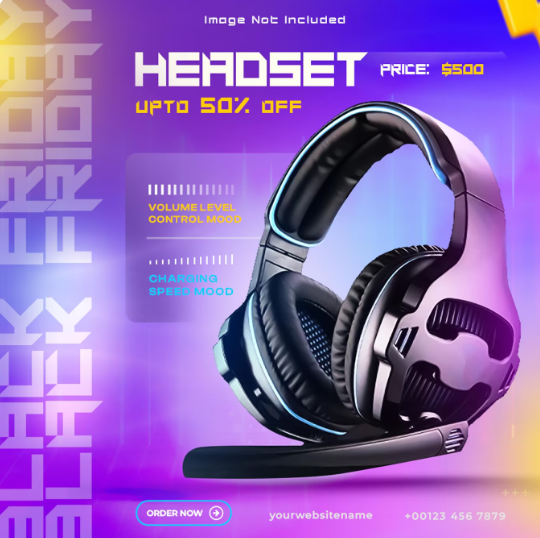 Image Not Included
HEADSET
PRICE: $500
UPTO 50% OFF
VOLUME LEVEL
CONTROL MOOD
CHARGING
SPEED MOOD
BLACK FRIDAY
BLACK FRIDAY
ORDER NOW
yourwebsitename
+00123 456 7879